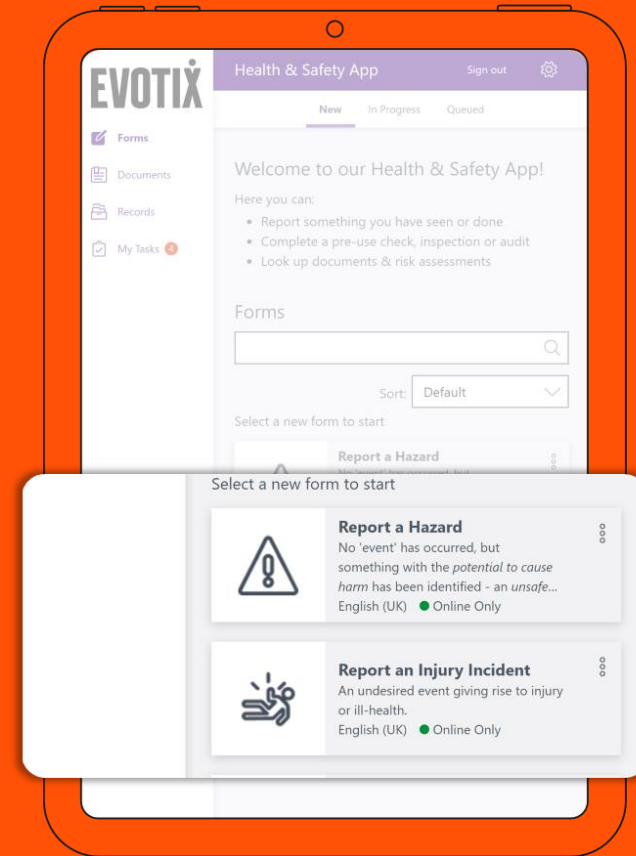 EVOTIX
Health & Safety App
Sign out
New
In Progress
Queued
Forms
Documents
Records
My Tasks 4
Welcome to our Health & Safety App!
Here you can:
• Report something you have seen or done
• Complete a pre-use check, inspection or audit
• Look up documents & risk assessments
Forms
Sort: Default
Select a new form to start
Report a Hazard
No 'event' has occurred, but
Select a new form to start
Report a Hazard
No 'event' has occurred, but
something with the potential to cause
harm has been identified - an unsafe...
English (UK) Online Only
Report an Injury Incident
An undesired event giving rise to injury
or ill-health.
English (UK) Online Only